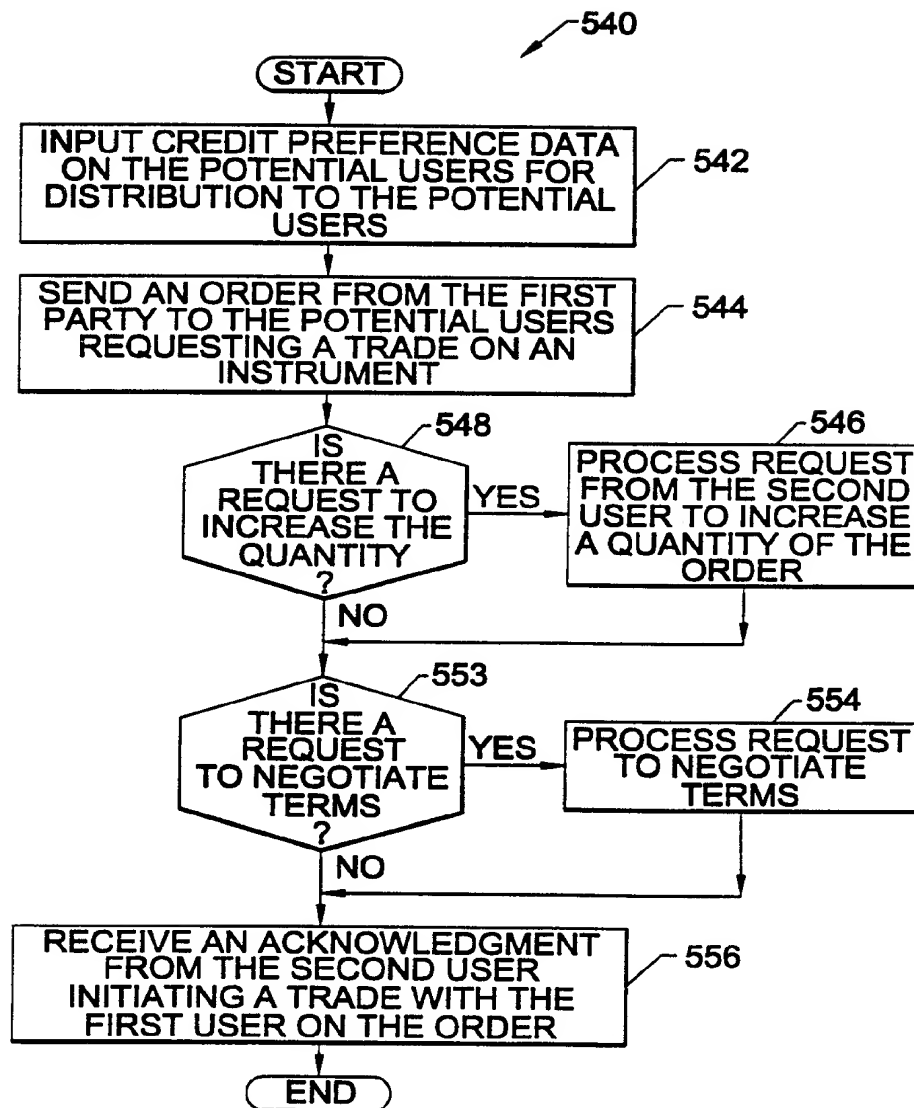 540
START
INPUT CREDIT PREFERENCE DATA
ON THE POTENTIAL USERS FOR
DISTRIBUTION TO THE POTENTIAL
USERS
542
SEND AN ORDER FROM THE FIRST
PARTY TO THE POTENTIAL USERS
REQUESTING A TRADE ON AN
INSTRUMENT
544
IS
THERE A
REQUEST TO
INCREASE THE
QUANTITY
?
548
YES
NO
546
PROCESS REQUEST
FROM THE SECOND
USER TO INCREASE
A QUANTITY OF THE
ORDER
IS
THERE A
REQUEST
TO NEGOTIATE
TERMS
?
553
YES
NO
554
PROCESS REQUEST
TO NEGOTIATE
TERMS
RECEIVE AN ACKNOWLEDGMENT
FROM THE SECOND USER
INITIATING A TRADE WITH THE
FIRST USER ON THE ORDER
556
END